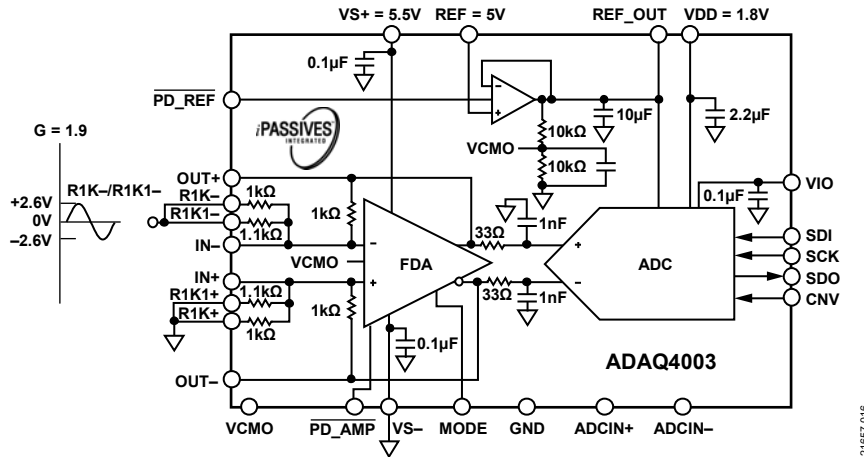 VS+ = 5.5V REF = 5V REF_OUT VDD = 1.8V
0.1µF
PD_REF
iPASSIVES
INTEGRATED
10µF
2.2µF
10kΩ
VCMO
10kΩ
G = 1.9
OUT+
R1K–/R1K1–
R1K–
1kΩ
R1K1–
1.1kΩ
IN–
+2.6V
0V
–2.6V
1kΩ
VCMO
–
+
FDA
33Ω
1nF
33Ω
1nF
+
–
ADC
0.1µF
VIO
SDI
SCK
SDO
CNV
IN+
1.1kΩ
R1K1+
R1K+
1kΩ
1kΩ
0.1µF
OUT–
ADAQ4003
VCMO PD_AMP VS– MODE GND ADCIN+ ADCIN–
21657-016